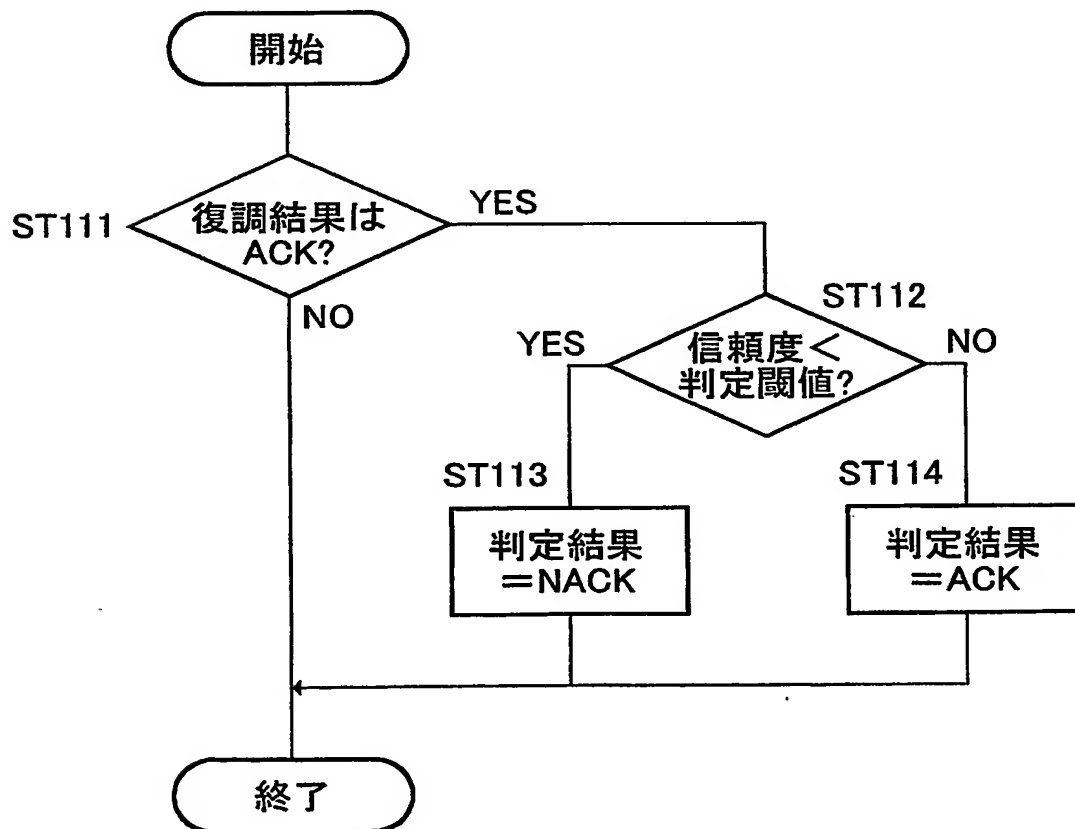 開始
ST111
復調結果は
ACK?
YES
NO
ST112
信頼度＜
判定閾値?
YES
NO
ST113
判定結果
＝NACK
ST114
判定結果
＝ACK
終了